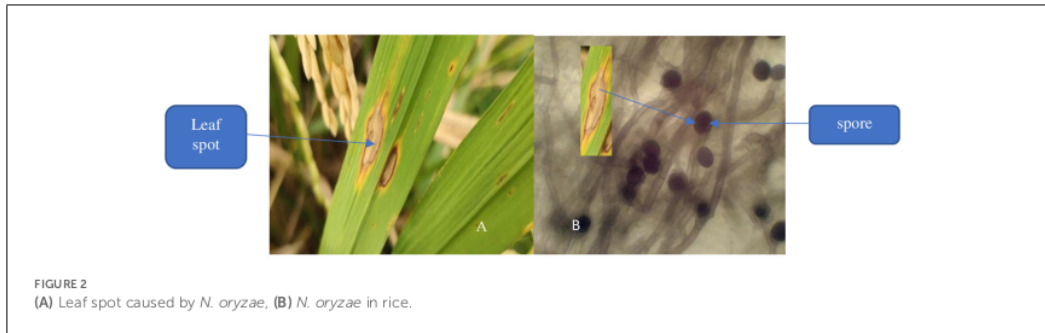 Leaf
spot
A
B
spore
FIGURE 2
(A) Leaf spot caused by N. oryzae, (B) N. oryzae in rice.